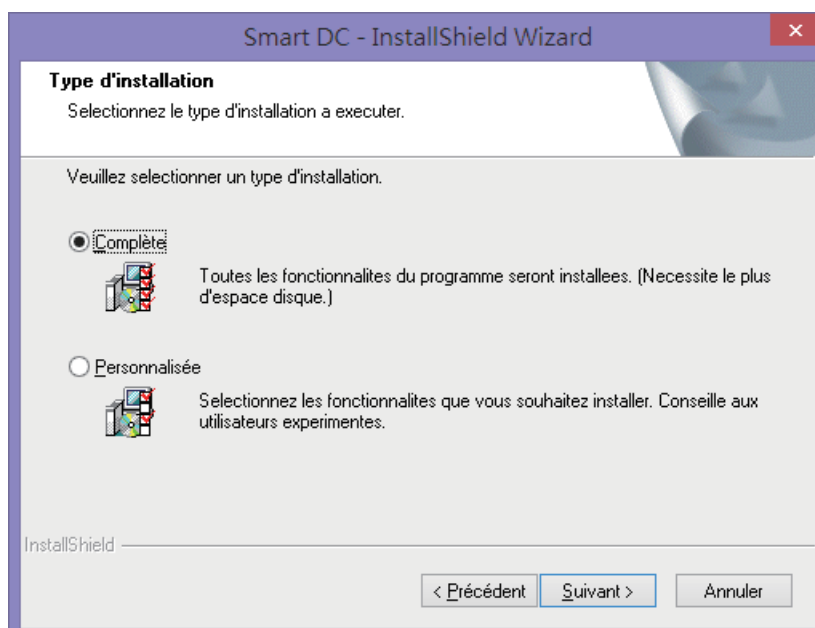 Smart DC - InstallShield Wizard
Type d'installation
Selectionnez le type d'installation a executer.
Veuillez selectionner un type d'installation.
Complète
Toutes les fonctionnalites du programme seront installees. (Necessite le plus
d'espace disque.)
Personnalisée
Selectionnez les fonctionnalites que vous souhaitez installer. Conseille aux
utilisateurs experimentes.
InstallShield
< Précédent Suivant > Annuler